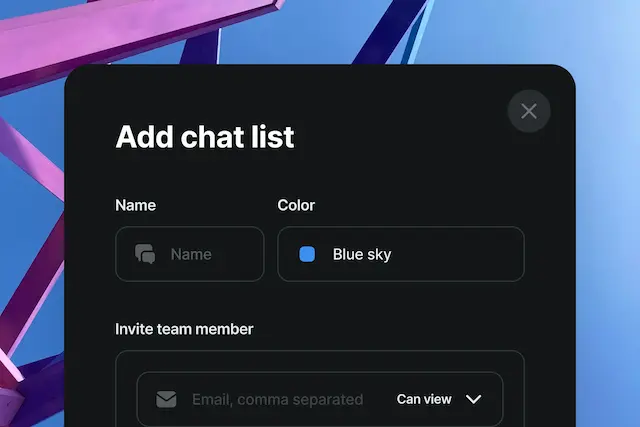 Add chat list
Name Color
Name Blue sky
Invite team member
Email, comma separated Can view